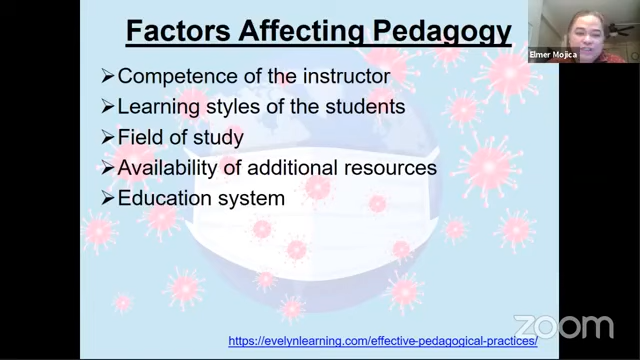 Factors Affecting Pedagogy
Elmer Mojica
➢Competence of the instructor
➢Learning styles of the students
➢Field of study
➢Availability of additional resources
➢Education system
https://evelynlearning.com/effective-pedagogical-practices/
zoom